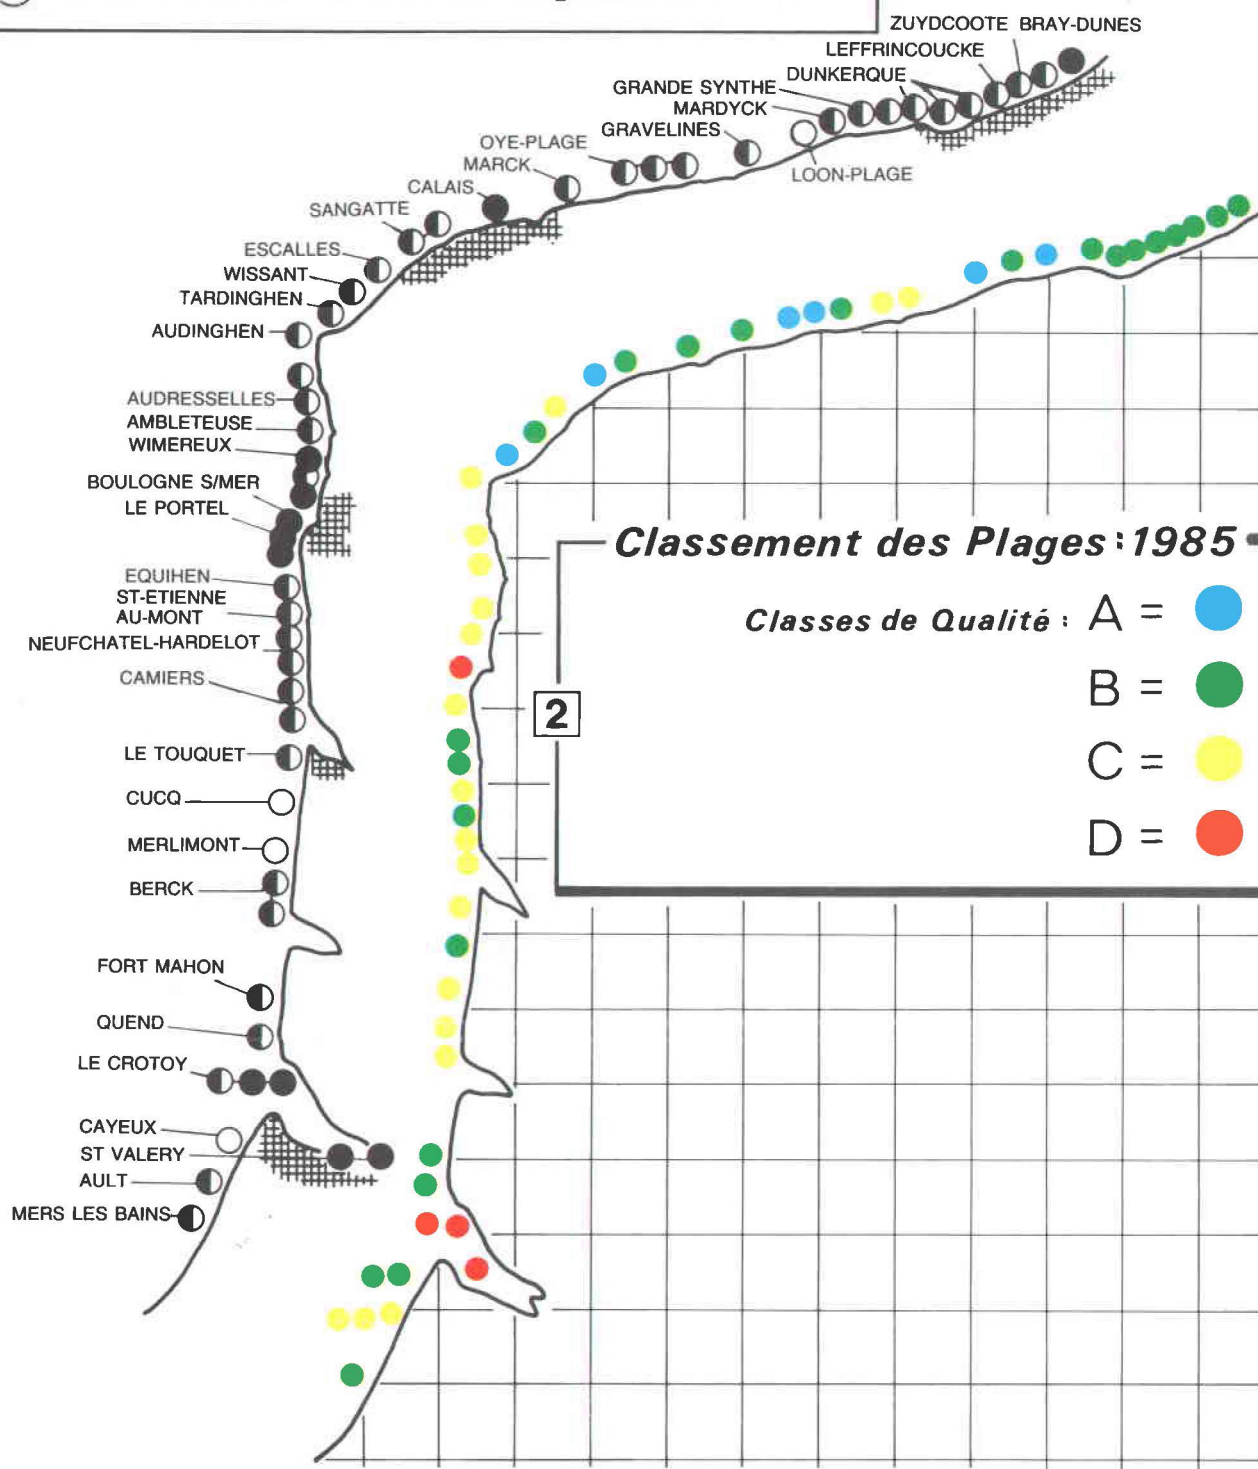 ZUYDCOOTE BRAY-DUNES
LEFFRINCOUCKE
DUNKERQUE
GRANDE SYNTHE
MARDYCK
GRAVELINES
LOON-PLAGE
OYE-PLAGE
MARCK
CALAIS
SANGATTE
ESCALLES
WISSANT
TARDINGHEN
AUDINGHEN
AUDRESSELLES
AMBLETEUSE
WIMEREUX
BOULOGNE S/MER
LE PORTEL
EQUIHEN
ST-ETIENNE
AU-MONT
NEUFCHATEL-HARDELOT
CAMIERS
LE TOUQUET
CUCQ
MERLIMONT
BERCK
FORT MAHON
QUEND
LE CROTOY
CAYEUX
ST VALERY
AULT
MERS LES BAINS
Classement des Plages : 1985
Classes de Qualité : A =
B =
C =
D =
2